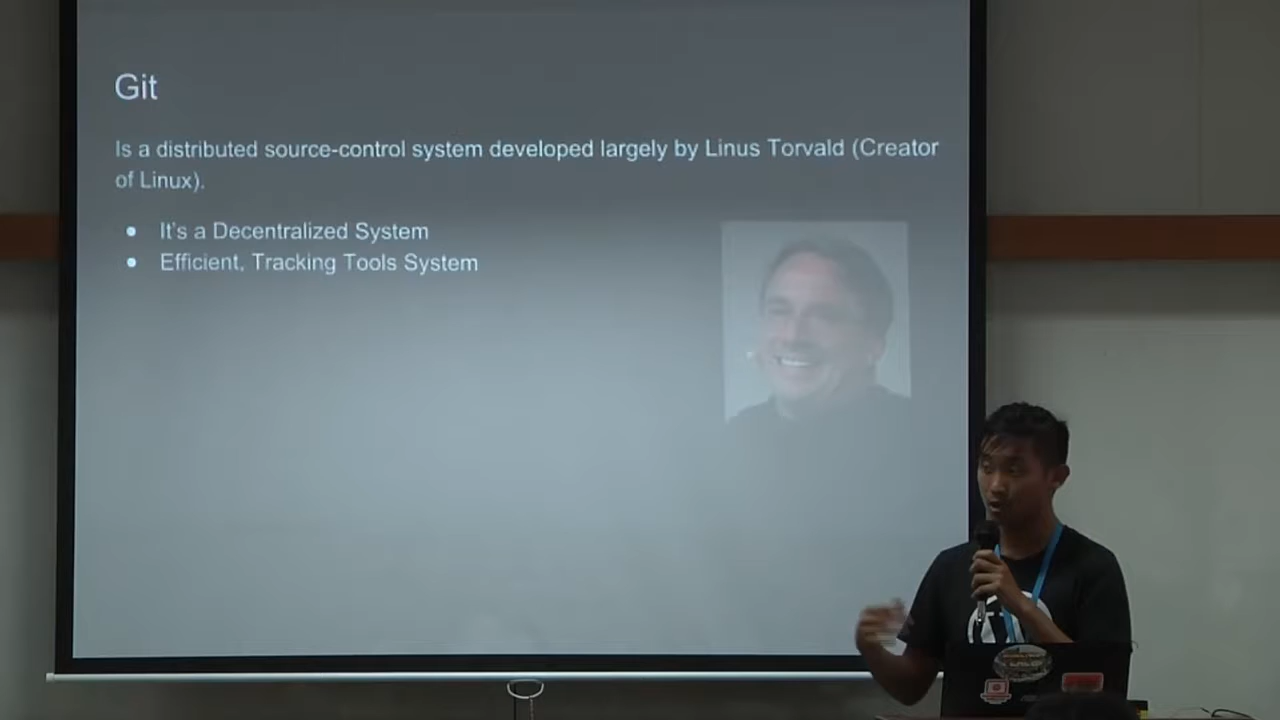 Git
Is a distributed source-control system developed largely by Linus Torvald (Creator
of Linux).
● It's a Decentralized System
● Efficient, Tracking Tools System